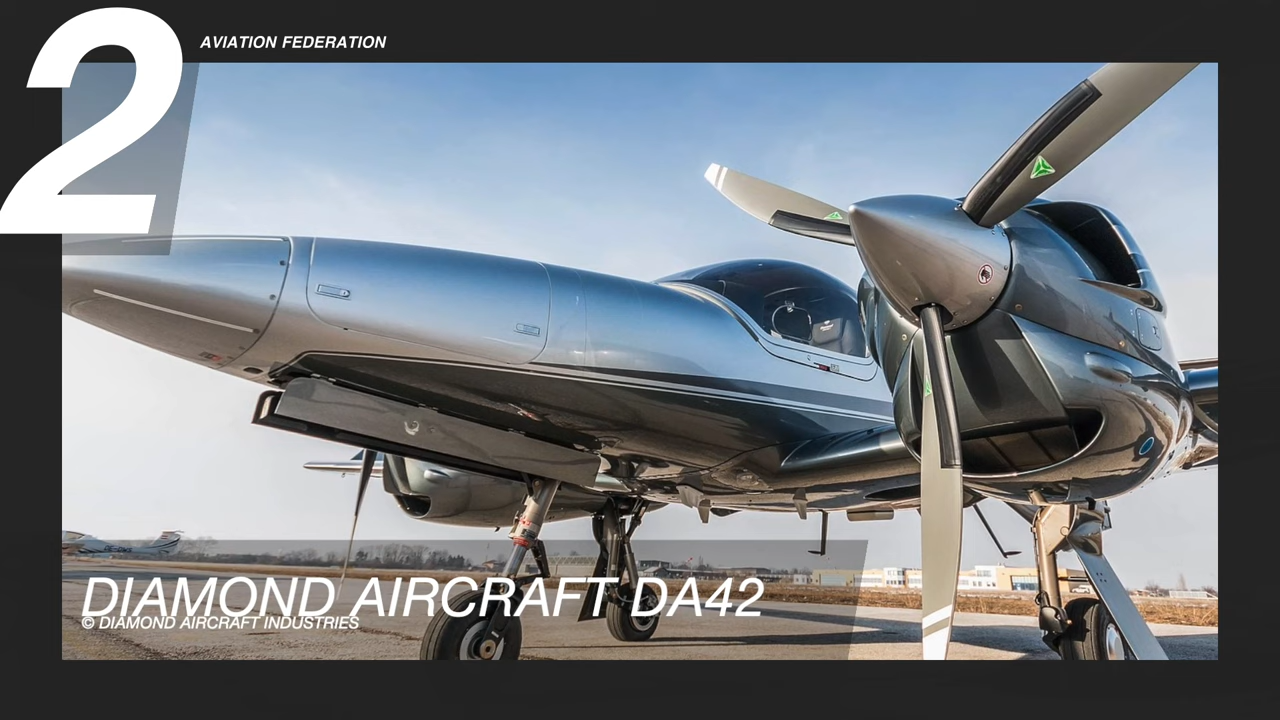 2
AVIATION FEDERATION
DIAMOND AIRCRAFT DA42
© DIAMOND AIRCRAFT INDUSTRIES